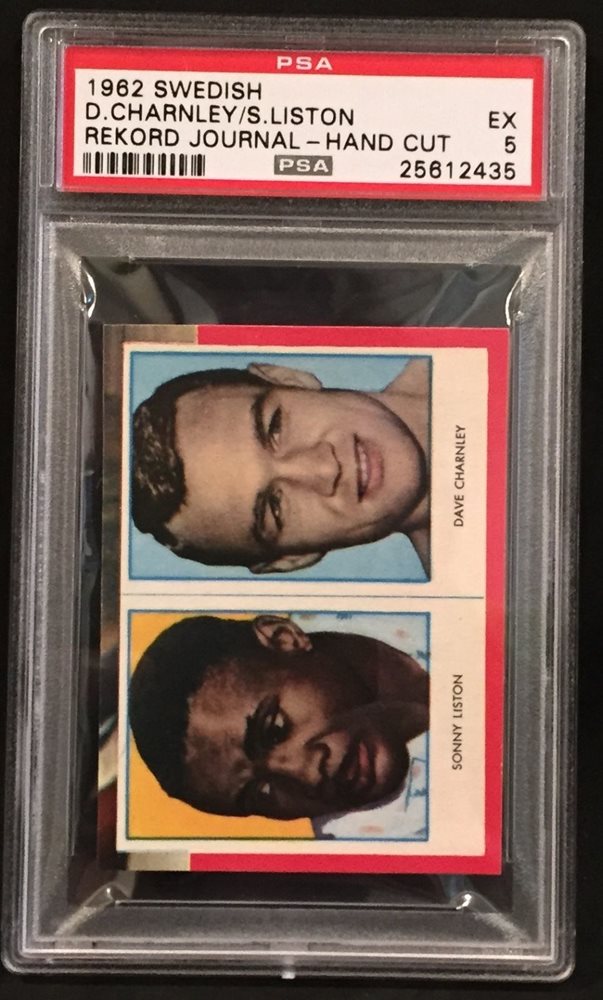 PSA
1962 SWEDISH
D.CHARNLEY/S.LISTON EX
REKORD JOURNAL-HAND CUT 5
PSA 25612435
DAVE CHARNLEY
SONNY LISTON